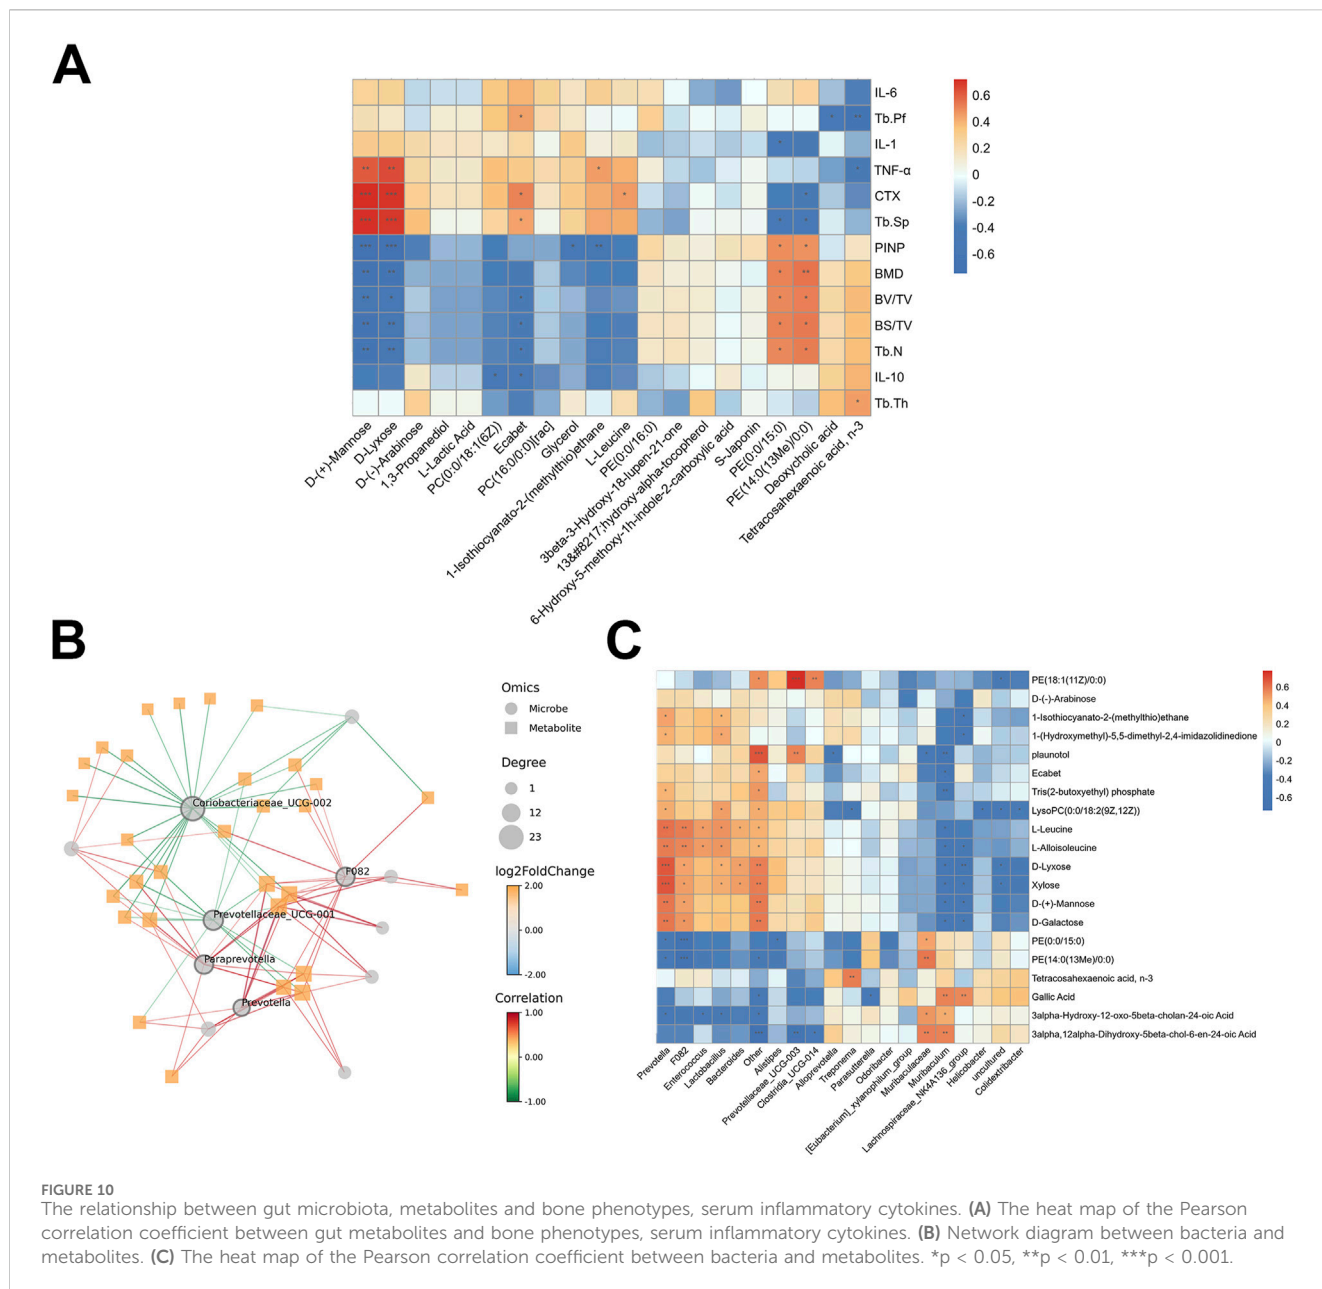 A
IL-6
Tb.Pf
IL-1
TNF-α
CTX
Tb.Sp
PINP
BMD
BV/TV
BS/TV
Tb.N
IL-10
Tb.Th
0.6
0.4
0.2
0
-0.2
-0.4
-0.6
D-(+)-Mannose
D-Lyxose
D-(-)-Arabinose
1,3-Propanediol
L-Lactic Acid
PC(0:0/18:1(6Z))
Ecabet
PC(16:0/0:0)[rac]
Glycerol
1-Isothiocyanato-2-(methylthio)ethane
L-Leucine
PE(0:0/16:0)
3beta-3-Hydroxy-18-lupen-21-one
13&#8217;hydroxy-alpha-tocopherol
6-Hydroxy-5-methoxy-1h-indole-2-carboxylic acid
S-Japonin
PE(0:0/15:0)
PE(14:0(13Me)/0:0)
Deoxycholic acid
Tetracosahexaenoic acid, n-3
B
Coriobacteriaceae_UCG-002
F082
Prevotellaceae_UCG-001
Paraprevotella
Prevotella
Omics
Microbe
Metabolite
Degree
1
12
23
log2FoldChange
2.00
0.00
-2.00
Correlation
1.00
0.00
-1.00
C
PE(18:1(11Z)/0:0)
D-(-)-Arabinose
1-Isothiocyanato-2-(methylthio)ethane
1-(Hydroxymethyl)-5,5-dimethyl-2,4-imidazolidinedione
plaunotol
Ecabet
Tris(2-butoxyethyl) phosphate
LysoPC(0:0/18:2(9Z,12Z))
L-Leucine
L-Alloisoleucine
D-Lyxose
Xylose
D-(+)-Mannose
D-Galactose
PE(0:0/15:0)
PE(14:0(13Me)/0:0)
Tetracosahexaenoic acid, n-3
Gallic Acid
3alpha-Hydroxy-12-oxo-5beta-cholan-24-oic Acid
3alpha,12alpha-Dihydroxy-5beta-chol-6-en-24-oic Acid
0.6
0.4
0.2
0
-0.2
-0.4
-0.6
Prevotella
F082
Enterococcus
Lactobacillus
Bacteroides
Other
Alistipes
Prevotellaceae_UCG-003
Clostridia_UCG-014
Alloprevotella
Treponema
Parasutterella
Odoribacter
[Eubacterium]_xylanophilum_group
Muribaculaceae
Muribaculum
Lachnospiraceae_NK4A136_group
Helicobacter
uncultured
Colidextribacter
FIGURE 10
The relationship between gut microbiota, metabolites and bone phenotypes, serum inflammatory cytokines. (A) The heat map of the Pearson
correlation coefficient between gut metabolites and bone phenotypes, serum inflammatory cytokines. (B) Network diagram between bacteria and
metabolites. (C) The heat map of the Pearson correlation coefficient between bacteria and metabolites. *p < 0.05, **p < 0.01, ***p < 0.001.